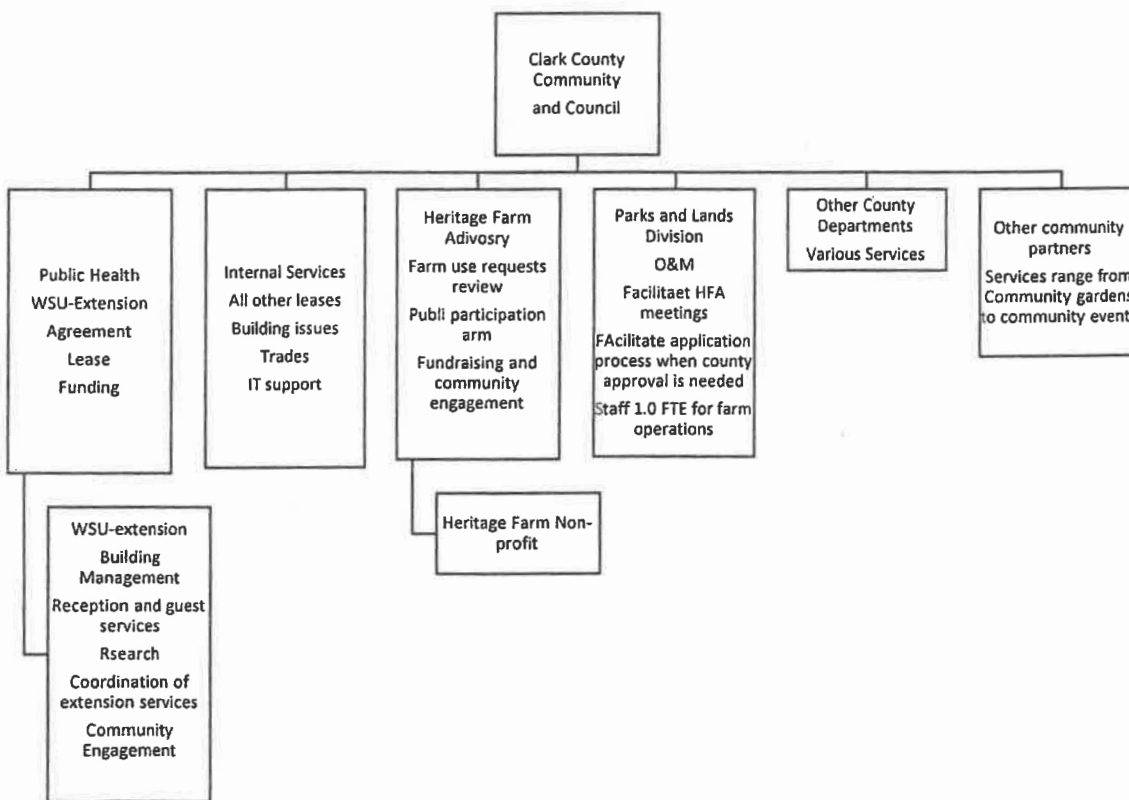 Clark County
Community
and Council
Public Health
WSU-Extension
Agreement
Lease
Funding
Internal Services
All other leases
Building issues
Trades
IT support
Heritage Farm
Adivosry
Farm use requests
review
Publi participation
arm
Fundraising and
community
engagement
Parks and Lands
Division
O&M
Facilitaet HFA
meetings
FAcilitate application
process when county
approval is needed
Staff 1.0 FTE for farm
operations
Other County
Departments
Various Services
Other community
partners
Services range from
Community gardens
to community event
WSU-extension
Building
Management
Reception and guest
services
Rsearch
Coordination of
extension services
Community
Engagement
Heritage Farm Non-
profit